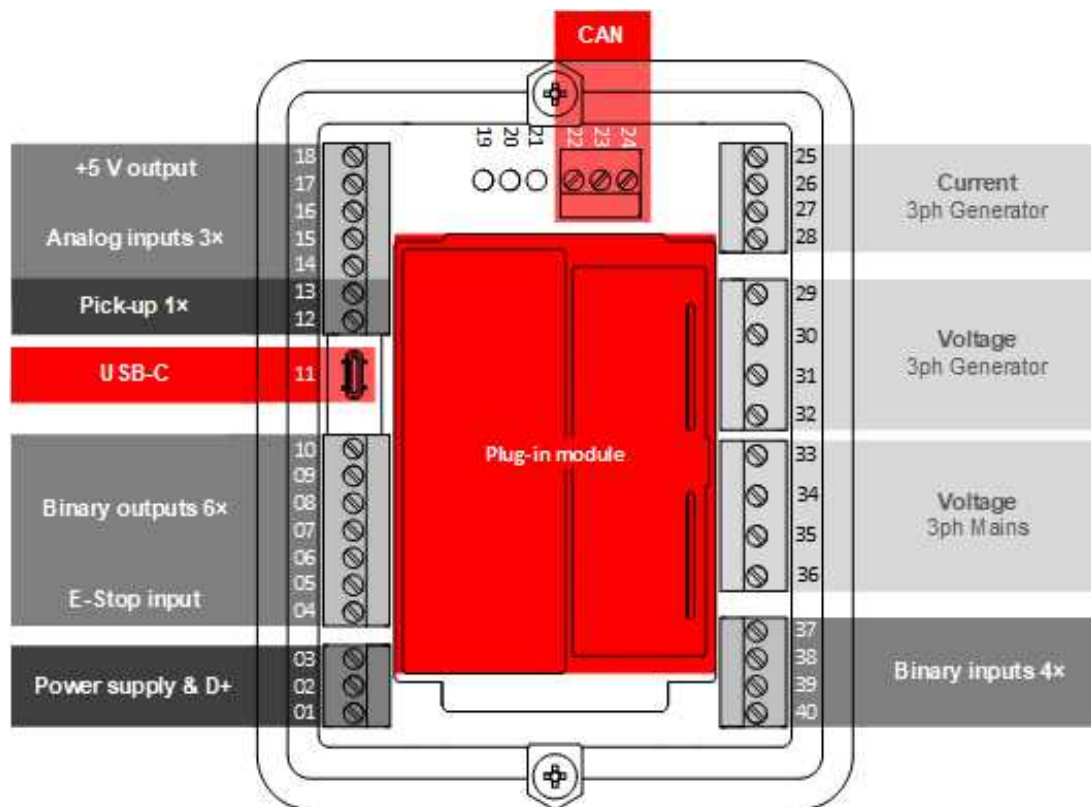 CAN
19
20
21
22
23
24
+5 V output
18
17
16
Analog inputs 3×
15
14
Pick-up 1×
13
12
USB-C
11
10
09
Binary outputs 6×
08
07
06
E-Stop input
05
04
Power supply & D+
03
02
01
Plug-in module
25
26
27
28
Current
3ph Generator
29
30
31
32
Voltage
3ph Generator
33
34
35
36
Voltage
3ph Mains
37
38
39
40
Binary inputs 4×